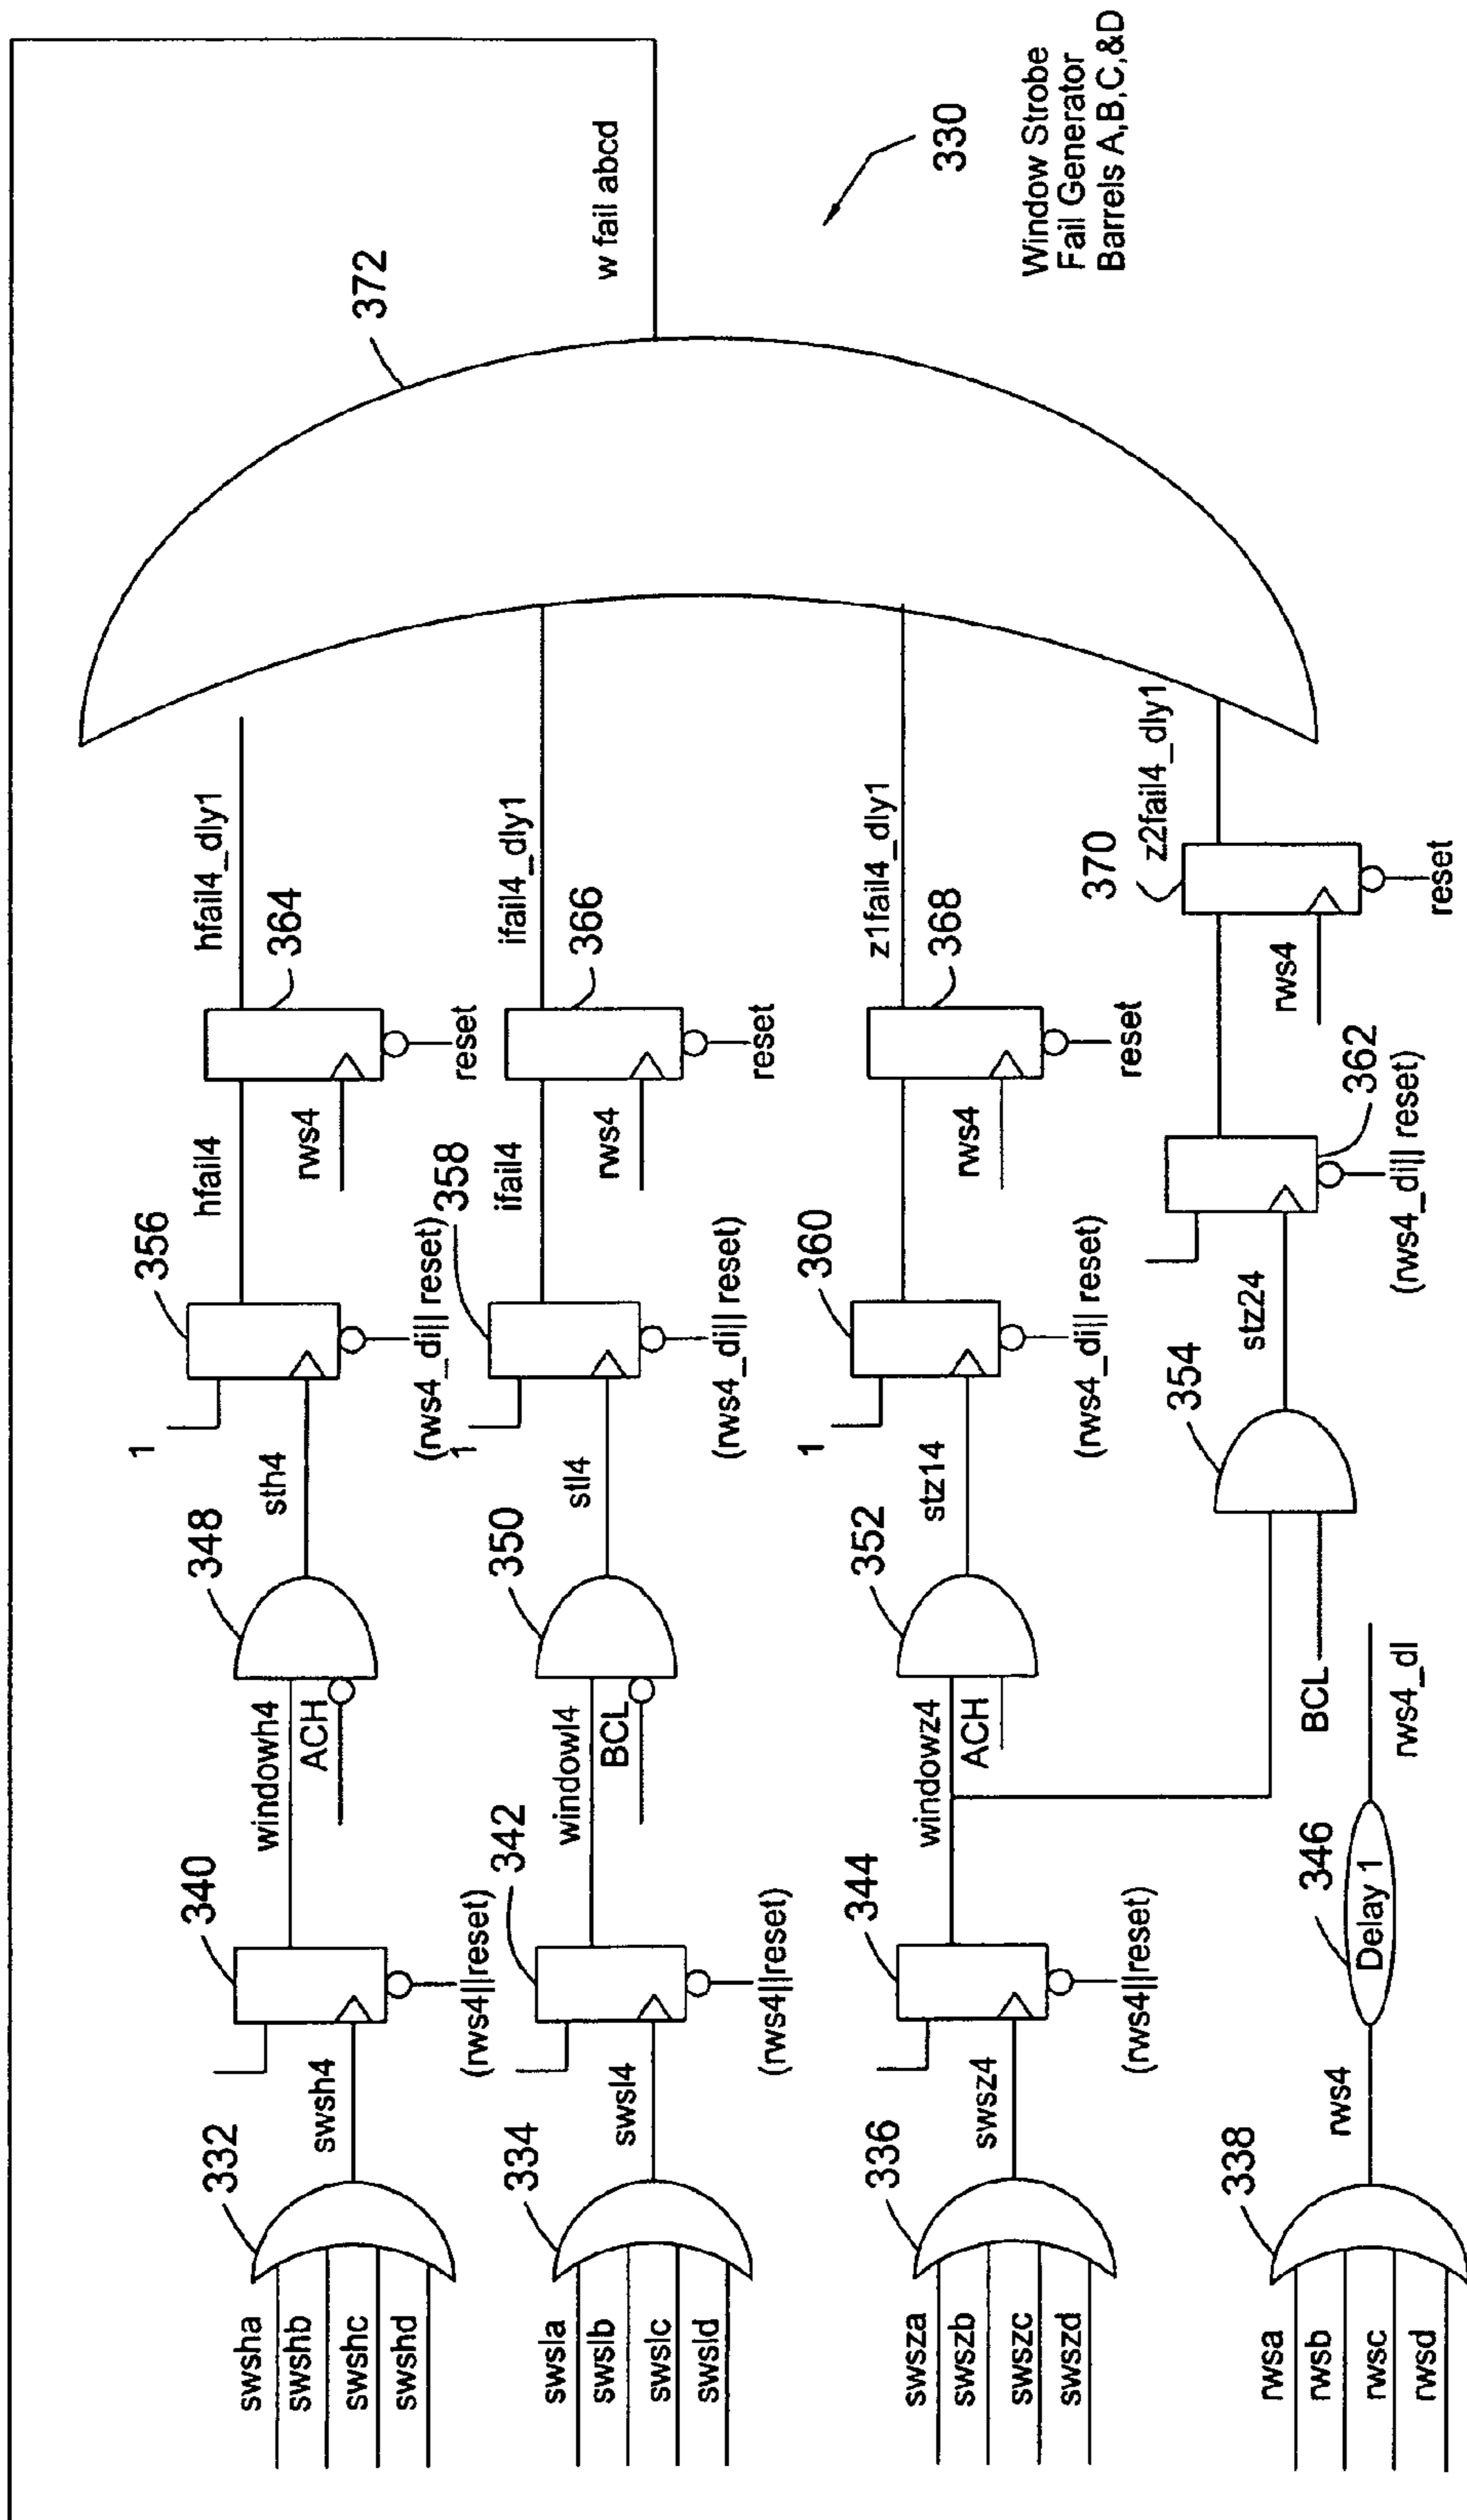 swsha
swshb
swshc
swshd
332
swsh4
340
(rws4||reset)
windowh4
ACH
348
sth4
1
356
(rws4_di|| reset)
hfail4
rws4
364
reset
hfail4_dly1
swsla
swslb
swslc
swsld
334
swsl4
342
(rws4||reset)
windowl4
BCL
350
stl4
1
358
(rws4_di|| reset)
ifail4
rws4
366
reset
ifail4_dly1
swsza
swszb
swszc
swszd
336
swsz4
344
(rws4||reset)
windowz4
ACH
352
stz14
1
360
(rws4_di|| reset)
rws4
368
reset
z1fail4_dly1
rwsa
rwsb
rwsc
rwsd
338
rws4
346
Delay 1
rws4_dl
BCL
354
stz24
(rws4_di|| reset)
362
rws4
370
reset
z2fail4_dly1
372
w fail abcd
330
Window Strobe
Fail Generator
Barrels A,B,C,&D